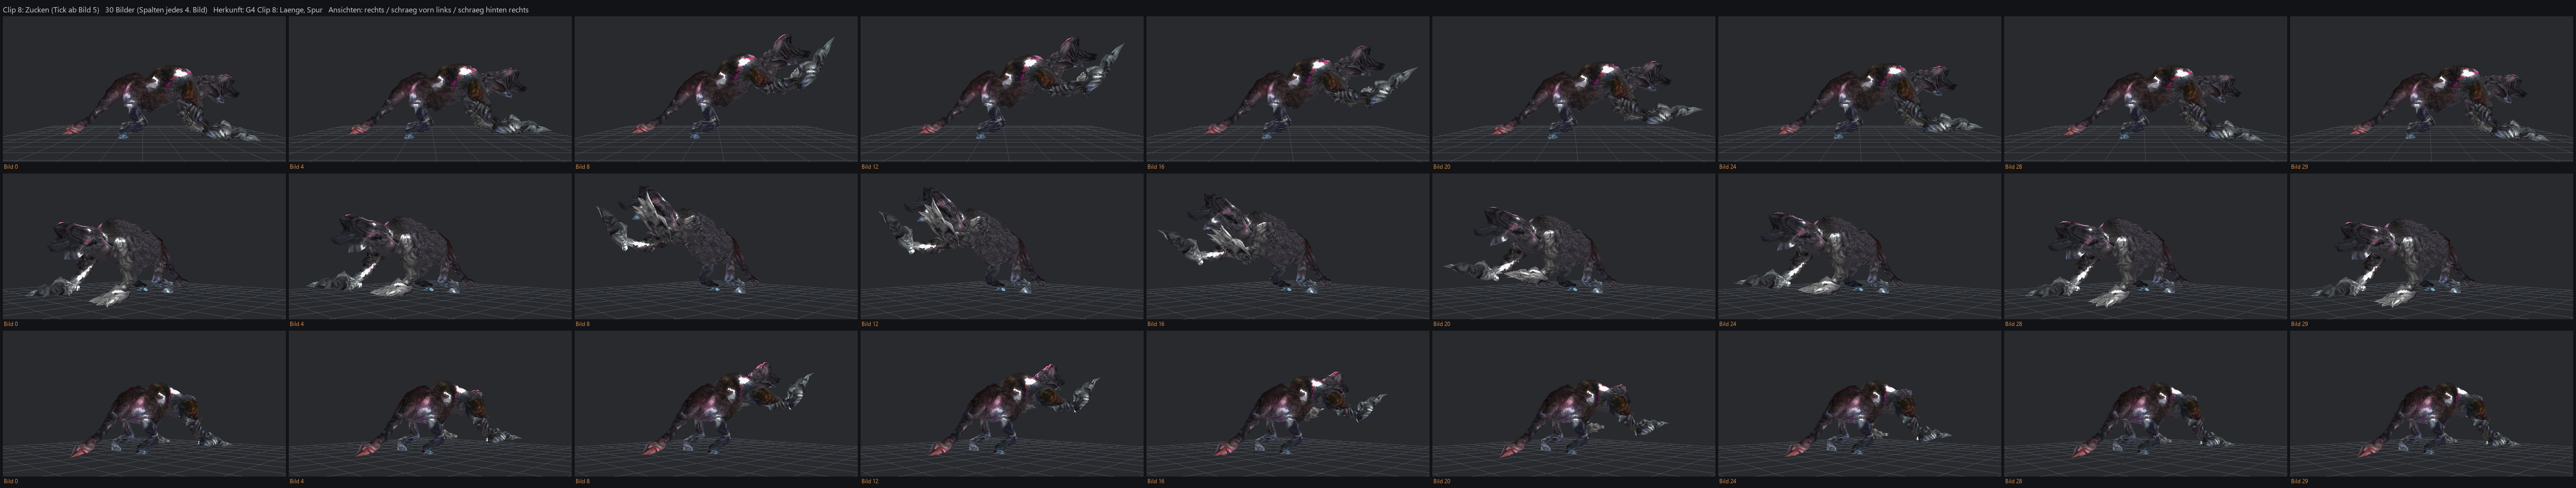 Clip 8: Zucken (Tick ab Bild 5)   30 Bilder (Spalten jedes 4. Bild)   Herkunft: G4 Clip 8: Laenge, Spur   Ansichten: rechts / schraeg vorn links / schraeg hinten rechts
Bild 0 Bild 4 Bild 8 Bild 12 Bild 16 Bild 20 Bild 24 Bild 28 Bild 29
Bild 0 Bild 4 Bild 8 Bild 12 Bild 16 Bild 20 Bild 24 Bild 28 Bild 29
Bild 0 Bild 4 Bild 8 Bild 12 Bild 16 Bild 20 Bild 24 Bild 28 Bild 29